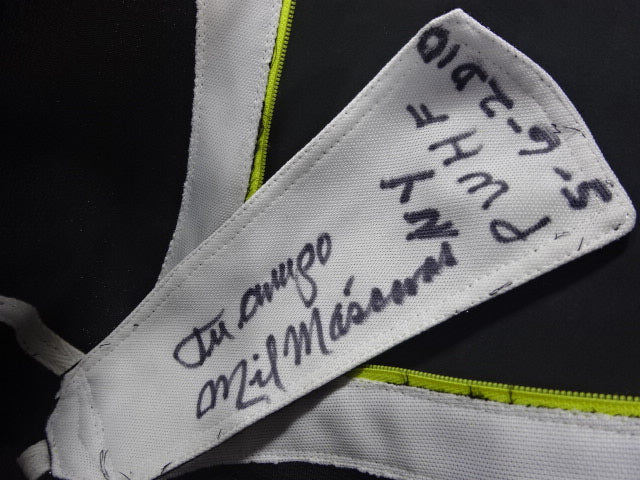 Tu amigo
Mil Máscaras
NY
PWHF
5-6-2010